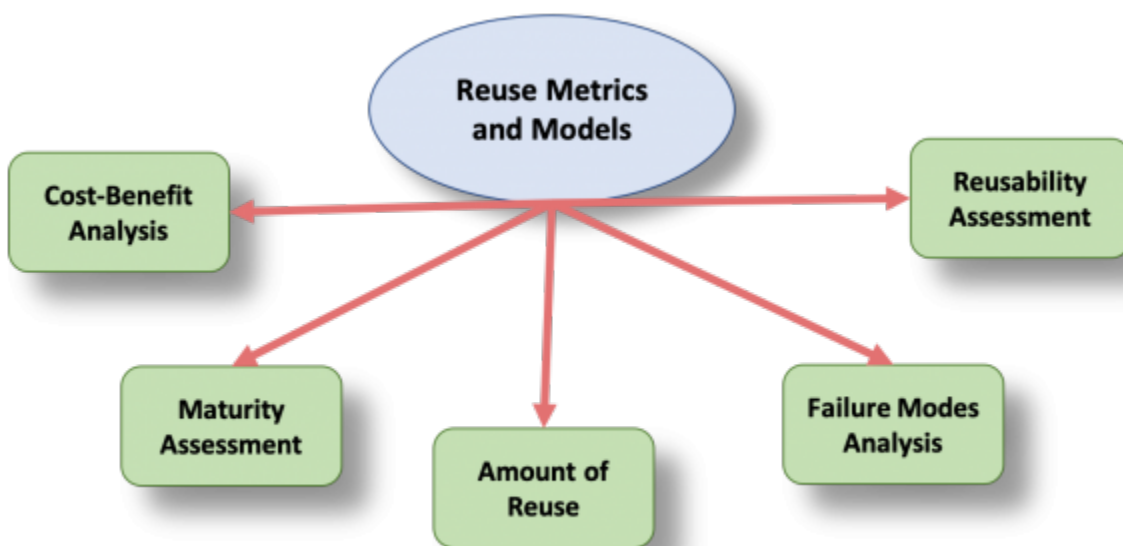 Reuse Metrics
and Models
Cost-Benefit
Analysis
Reusability
Assessment
Maturity
Assessment
Amount of
Reuse
Failure Modes
Analysis